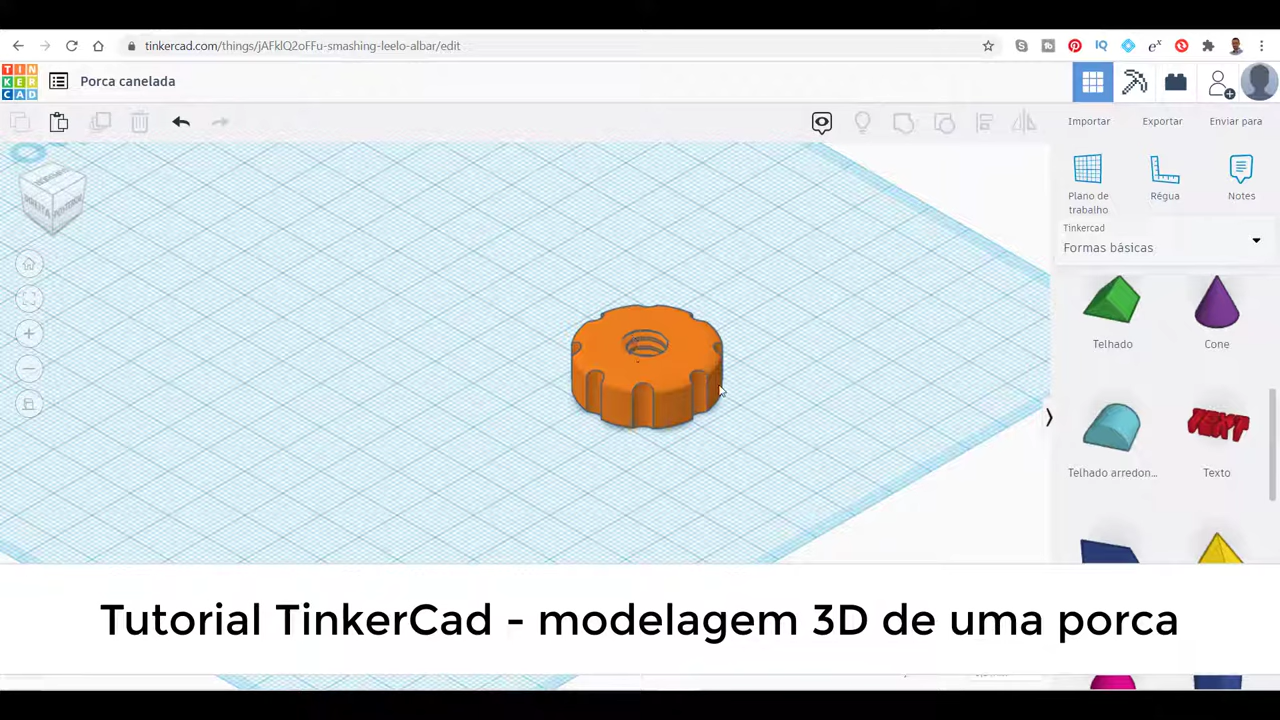 tinkercad.com/things/jAFklQ2oFFu-smashing-leelo-albar/edit
IQ
e^x
TIN
KER
CAD
Porca canelada
Importar
Exportar
Enviar para
DIREITA
Plano de
trabalho
Régua
Notes
Tinkercad
Formas básicas
Telhado
Cone
TEXT
Telhado arredon...
Texto
Tutorial TinkerCad - modelagem 3D de uma porca